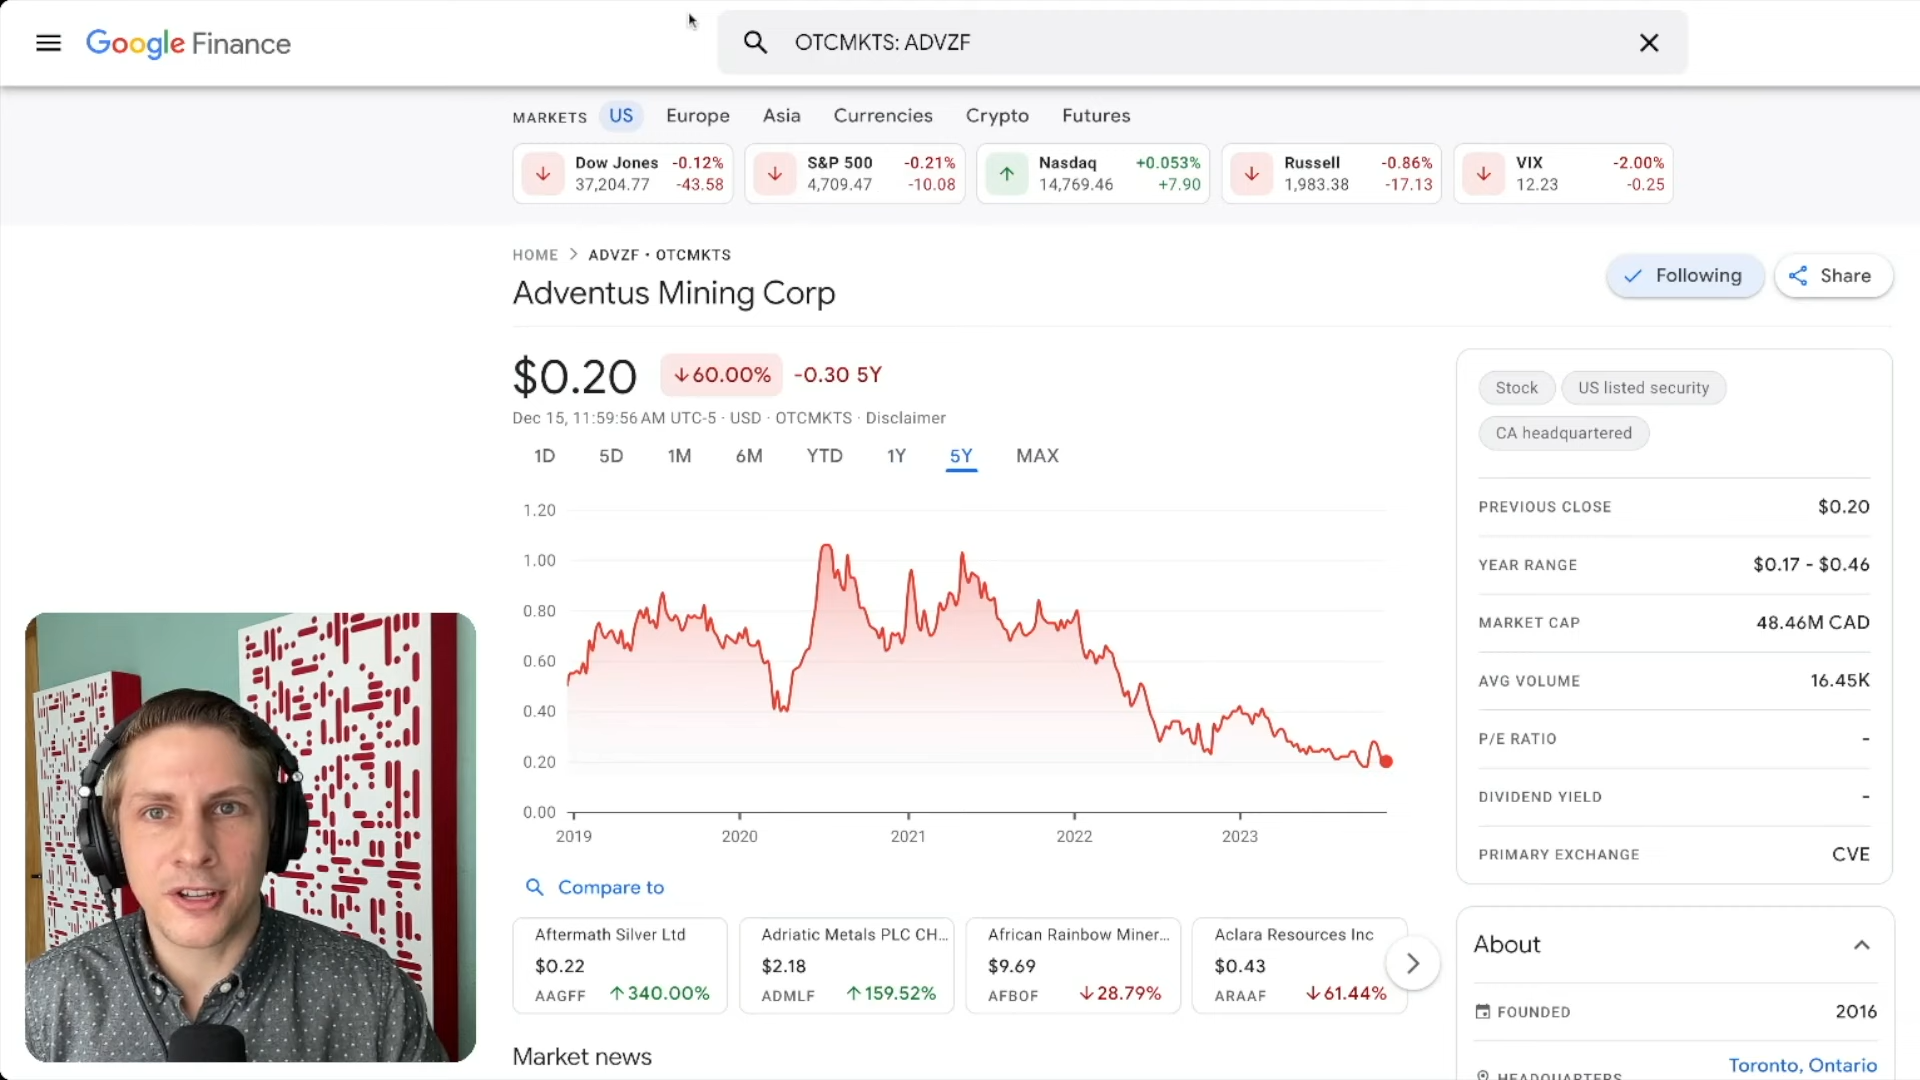 Google Finance
OTCMKTS: ADVZF
MARKETS US Europe Asia Currencies Crypto Futures
Dow Jones -0.12%
37,204.77 -43.58
S&P 500 -0.21%
4,709.47 -10.08
Nasdaq +0.053%
14,769.46 +7.90
Russell -0.86%
1,983.38 -17.13
VIX -2.00%
12.23 -0.25
HOME > ADVZF • OTCMKTS
Adventus Mining Corp
Following
Share
$0.20 ↓60.00% -0.30 5Y
Dec 15, 11:59:56 AM UTC-5 · USD · OTCMKTS · Disclaimer
1D 5D 1M 6M YTD 1Y 5Y MAX
1.20
1.00
0.80
0.60
0.40
0.20
0.00
2019 2020 2021 2022 2023
Stock US listed security
CA headquartered
PREVIOUS CLOSE $0.20
YEAR RANGE $0.17 - $0.46
MARKET CAP 48.46M CAD
AVG VOLUME 16.45K
P/E RATIO -
DIVIDEND YIELD -
PRIMARY EXCHANGE CVE
Compare to
Aftermath Silver Ltd
$0.22
AAGFF ↑340.00%
Adriatic Metals PLC CH...
$2.18
ADMLF ↑159.52%
African Rainbow Miner...
$9.69
AFBOF ↓28.79%
Aclara Resources Inc
$0.43
ARAAF ↓61.44%
Market news
About
FOUNDED 2016
HEADQUARTERS Toronto, Ontario